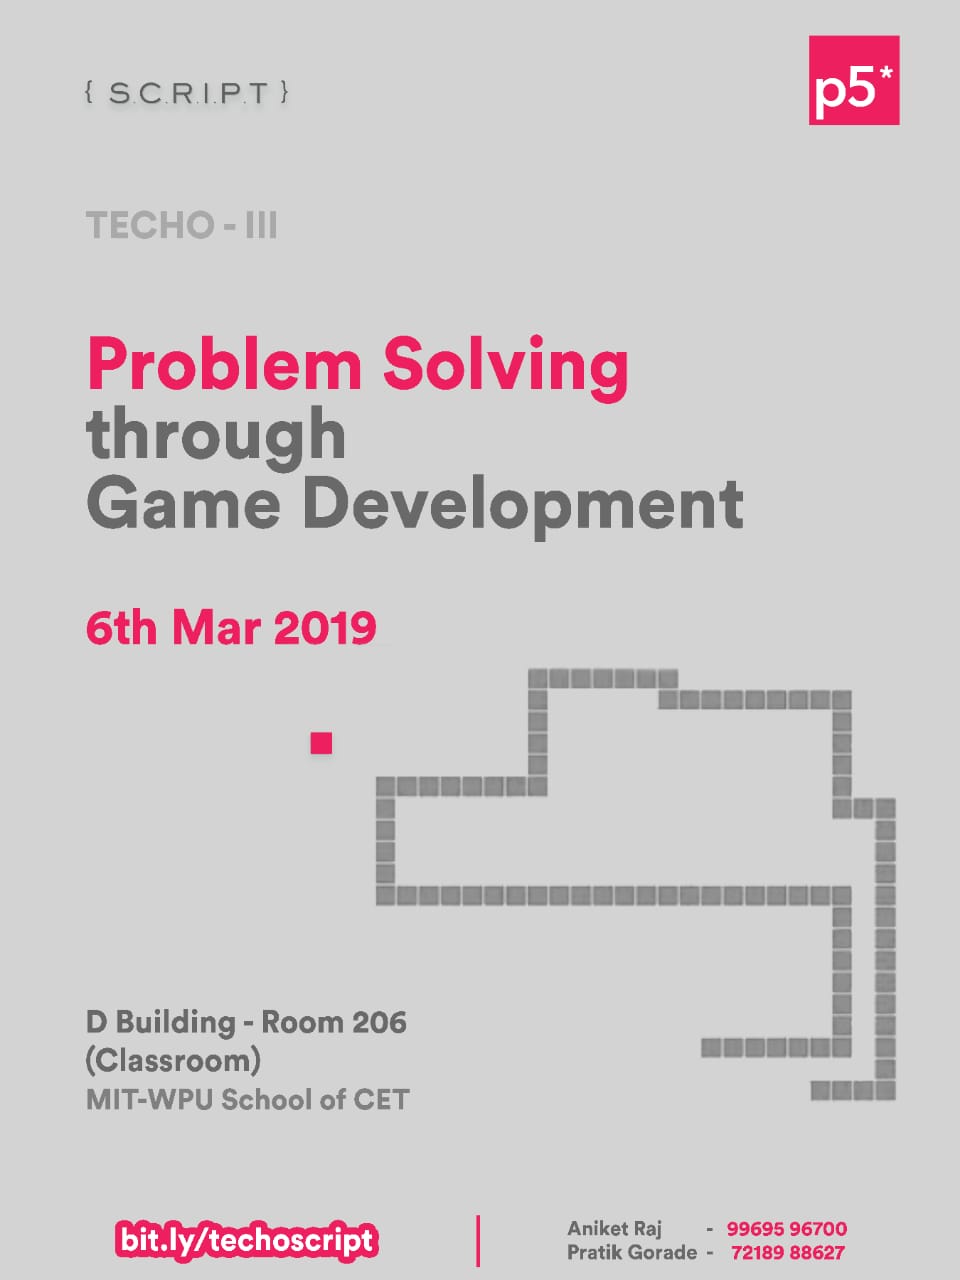 { S.C.R.I.P.T }
p5*
TECHO - III
Problem Solving
through
Game Development
6th Mar 2019
D Building - Room 206
(Classroom)
MIT-WPU School of CET
bit.ly/techoscript
Aniket Raj - 99695 96700
Pratik Gorade - 72189 88627